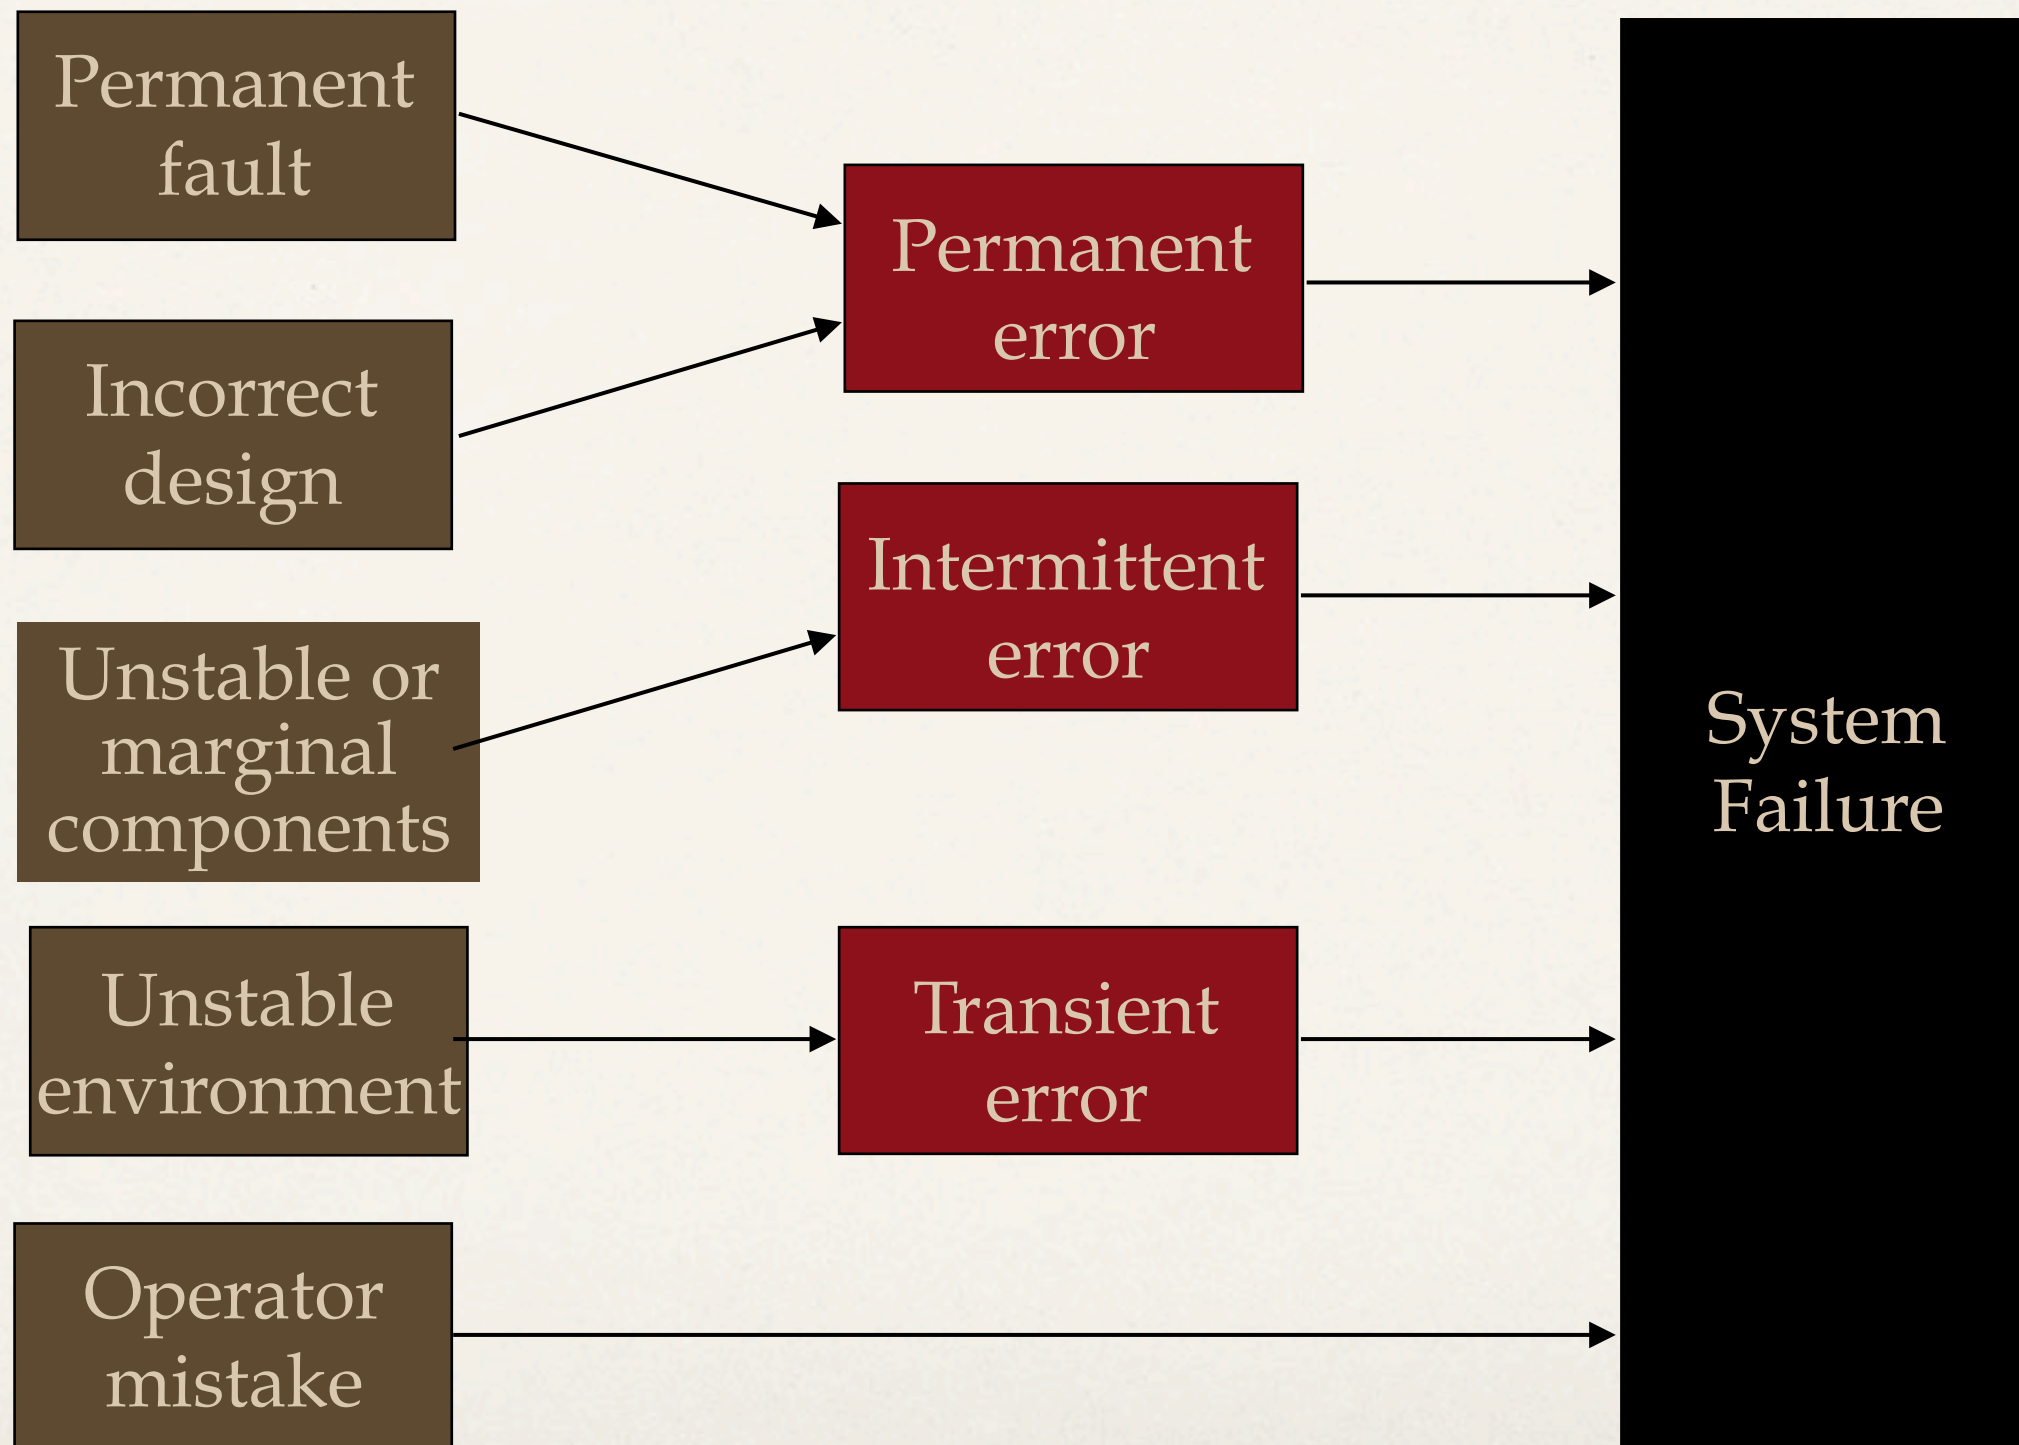 Permanent
fault
Incorrect
design
Unstable or
marginal
components
Unstable
environment
Operator
mistake
Permanent
error
Intermittent
error
Transient
error
System
Failure